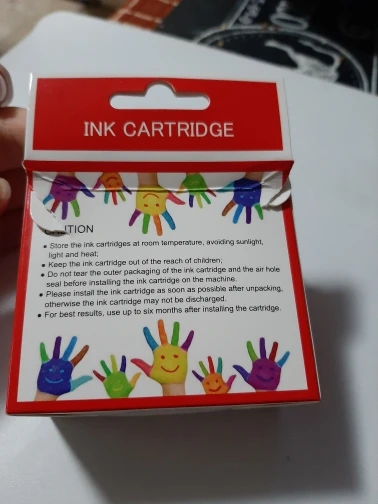 INK CARTRIDGE
• Store the ink cartridges at room temperature, avoiding sunlight,
light and heat;
• Keep the ink cartridge out of the reach of children;
• Do not tear the outer packaging of the ink cartridge and the air hole
seal before installing the ink cartridge on the machine.
• Please install the ink cartridge as soon as possible after unpacking,
otherwise the ink cartridge may not be discharged.
• For best results, use up to six months after installing the cartridge.